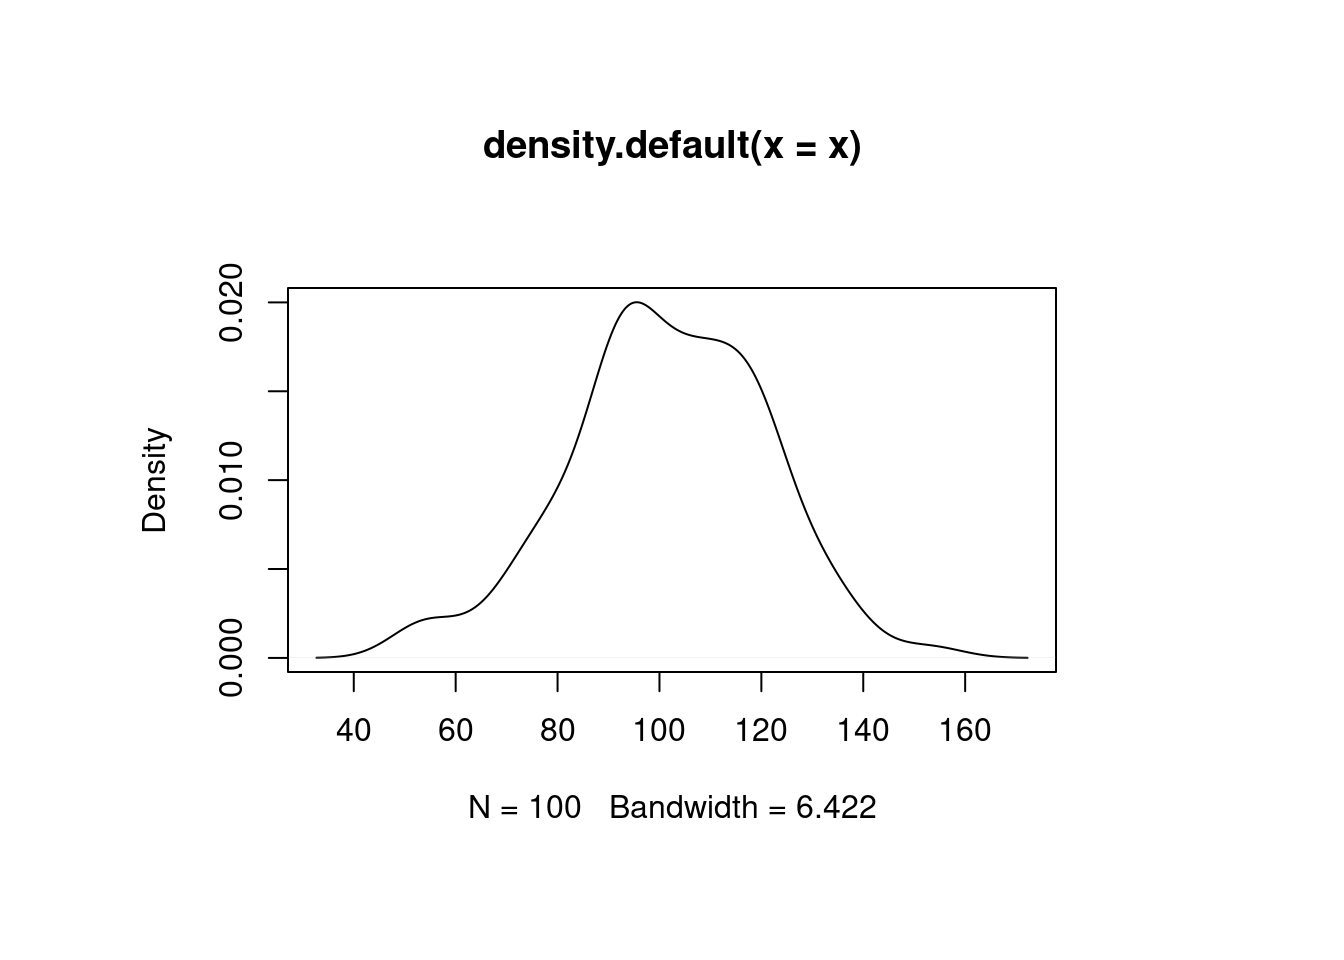 density.default(x = x)
Density
0.020
0.010
0.000
40 60 80 100 120 140 160
N = 100   Bandwidth = 6.422